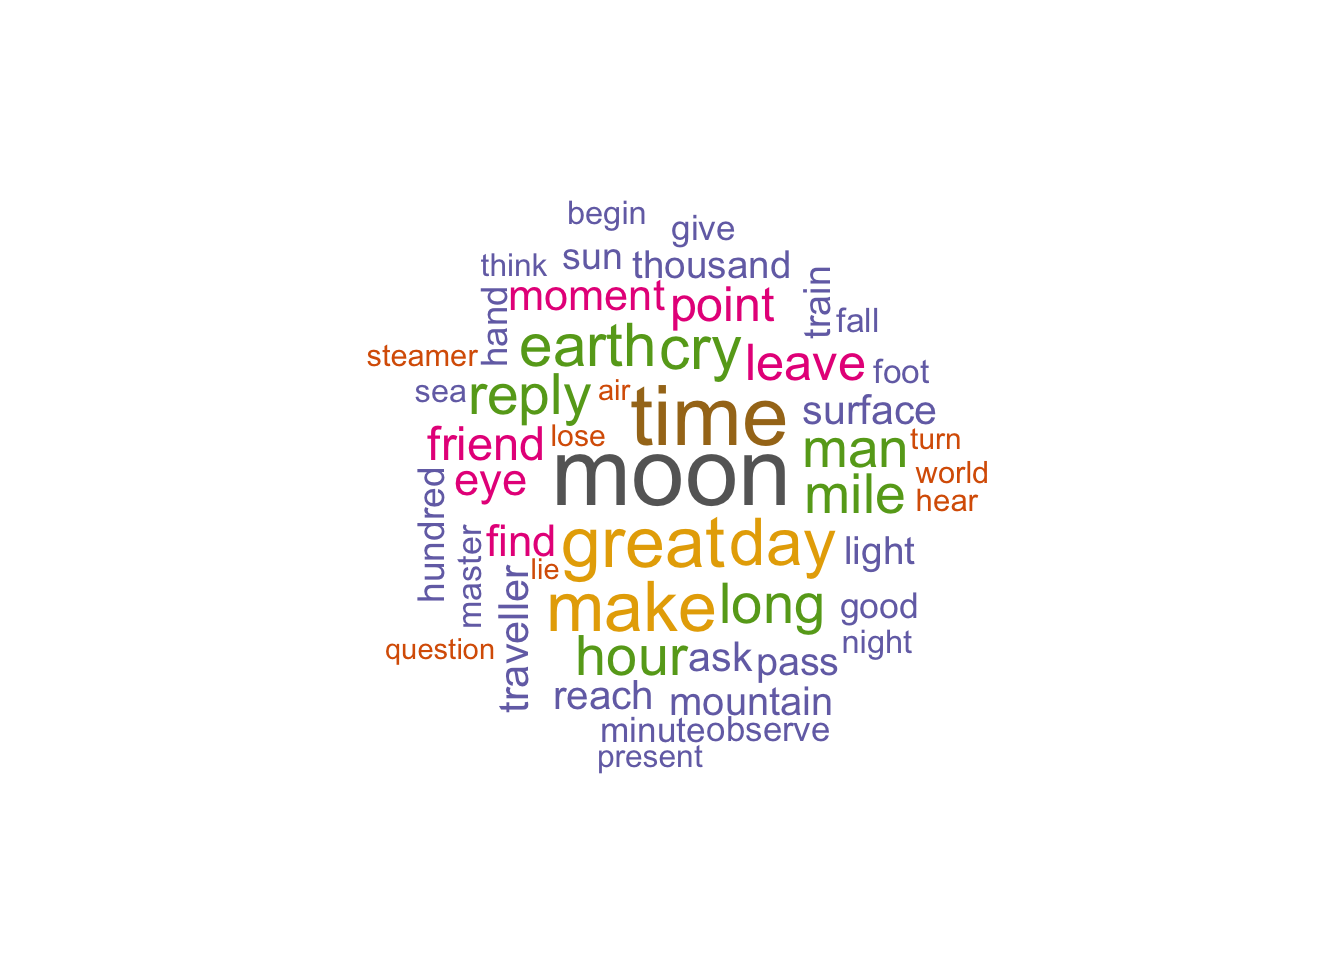 begin
give
think
sun
thousand
hand
moment
point
train
fall
steamer
earth
cry
leave
foot
sea
reply
air
time
surface
friend
lose
man
turn
eye
moon
mile
world
hear
hundred
master
find
great
day
light
lie
traveller
make
long
good
question
hour
ask
pass
night
reach
mountain
minute
observe
present